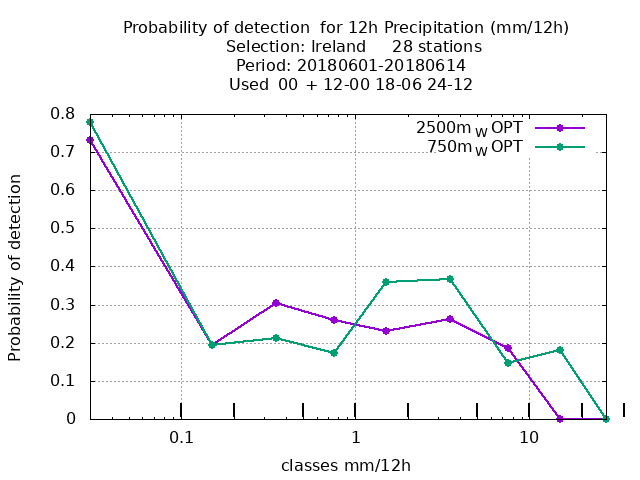 Probability of detection  for 12h Precipitation (mm/12h)
Selection: Ireland     28 stations
Period: 20180601-20180614
Used  00  + 12-00 18-06 24-12
2500m W OPT
750m W OPT
0.8
0.7
0.6
0.5
0.4
0.3
0.2
0.1
0
Probability of detection
0.1 1 10
classes mm/12h